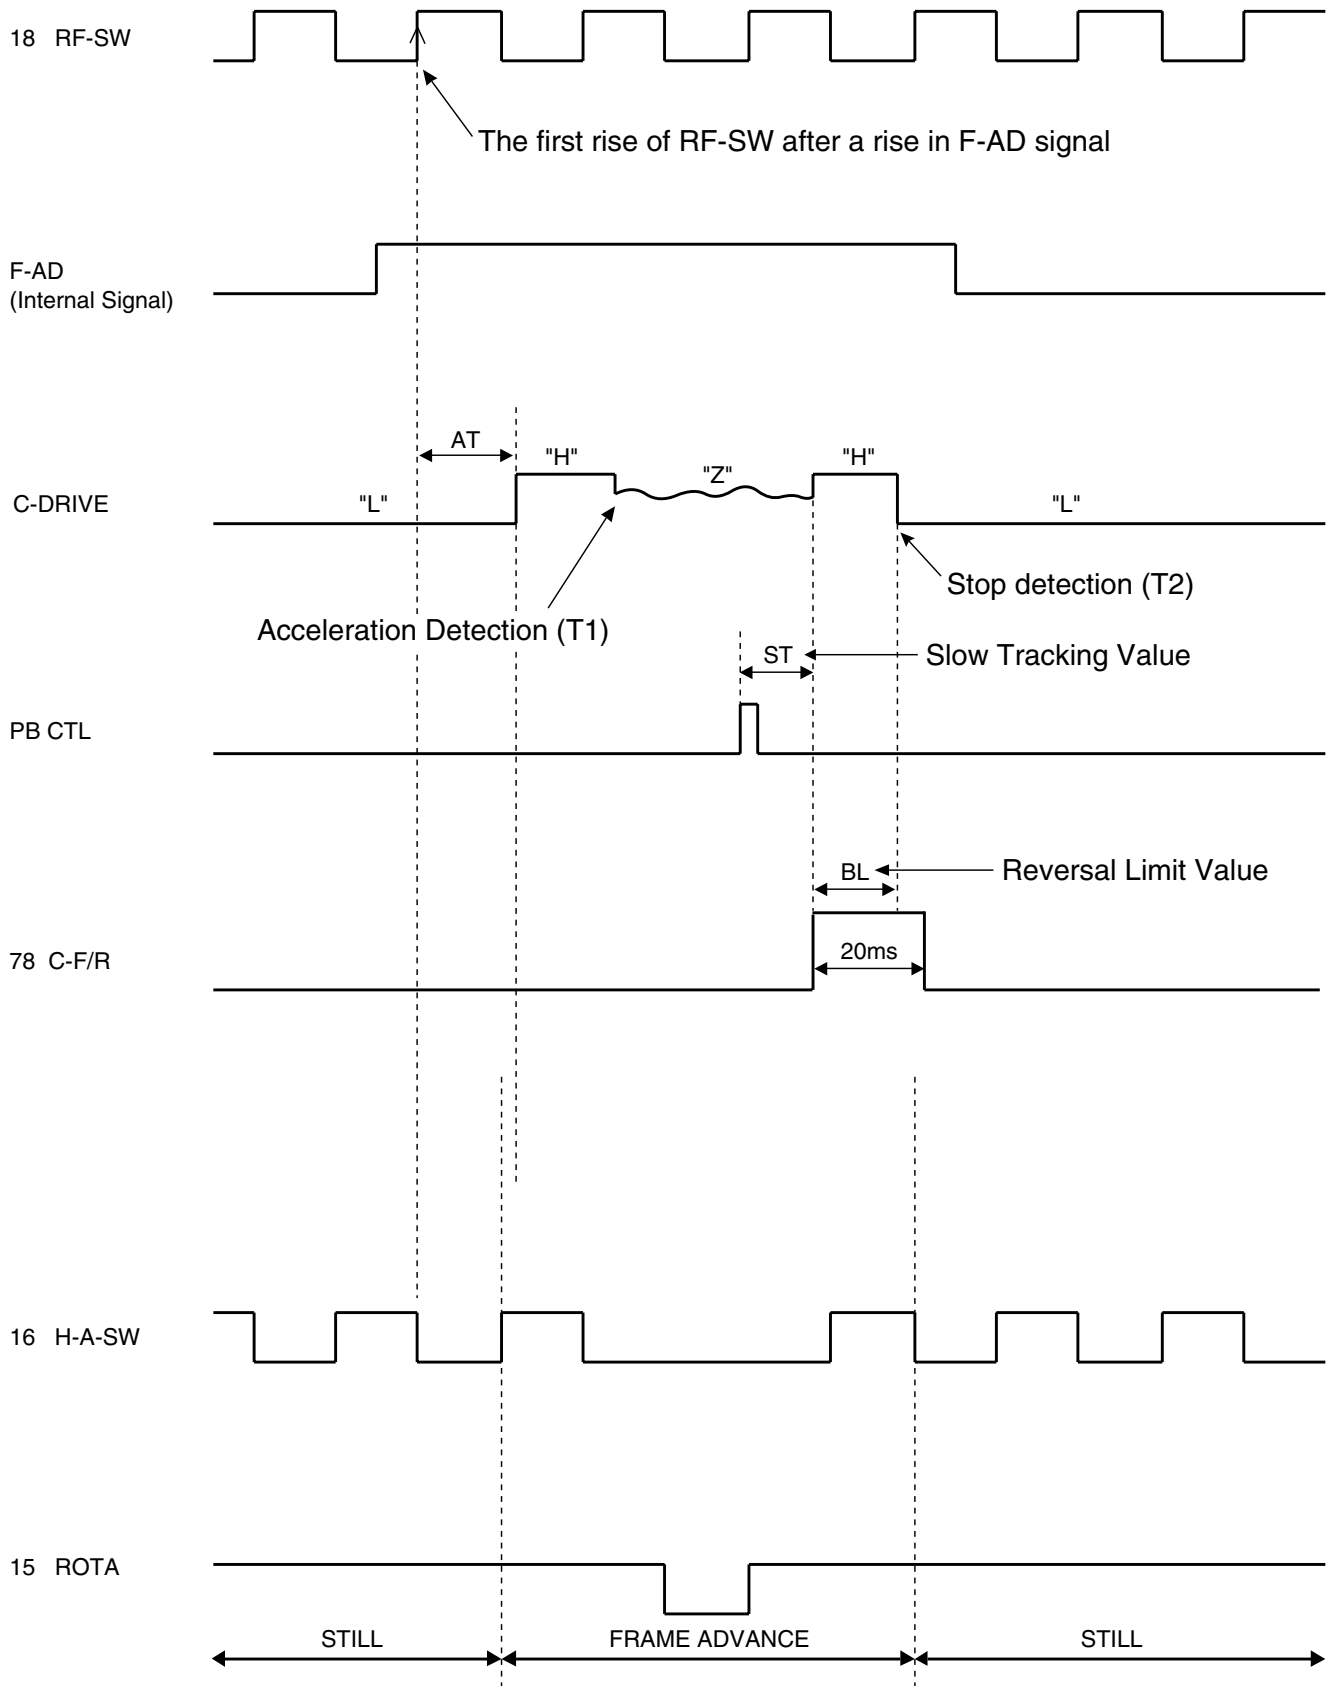 18 RF-SW
The first rise of RF-SW after a rise in F-AD signal
F-AD
(Internal Signal)
AT
"H"
"Z"
"H"
C-DRIVE
"L"
"L"
Stop detection (T2)
Acceleration Detection (T1)
ST
Slow Tracking Value
PB CTL
BL
Reversal Limit Value
78 C-F/R
20ms
16 H-A-SW
15 ROTA
STILL
FRAME ADVANCE
STILL